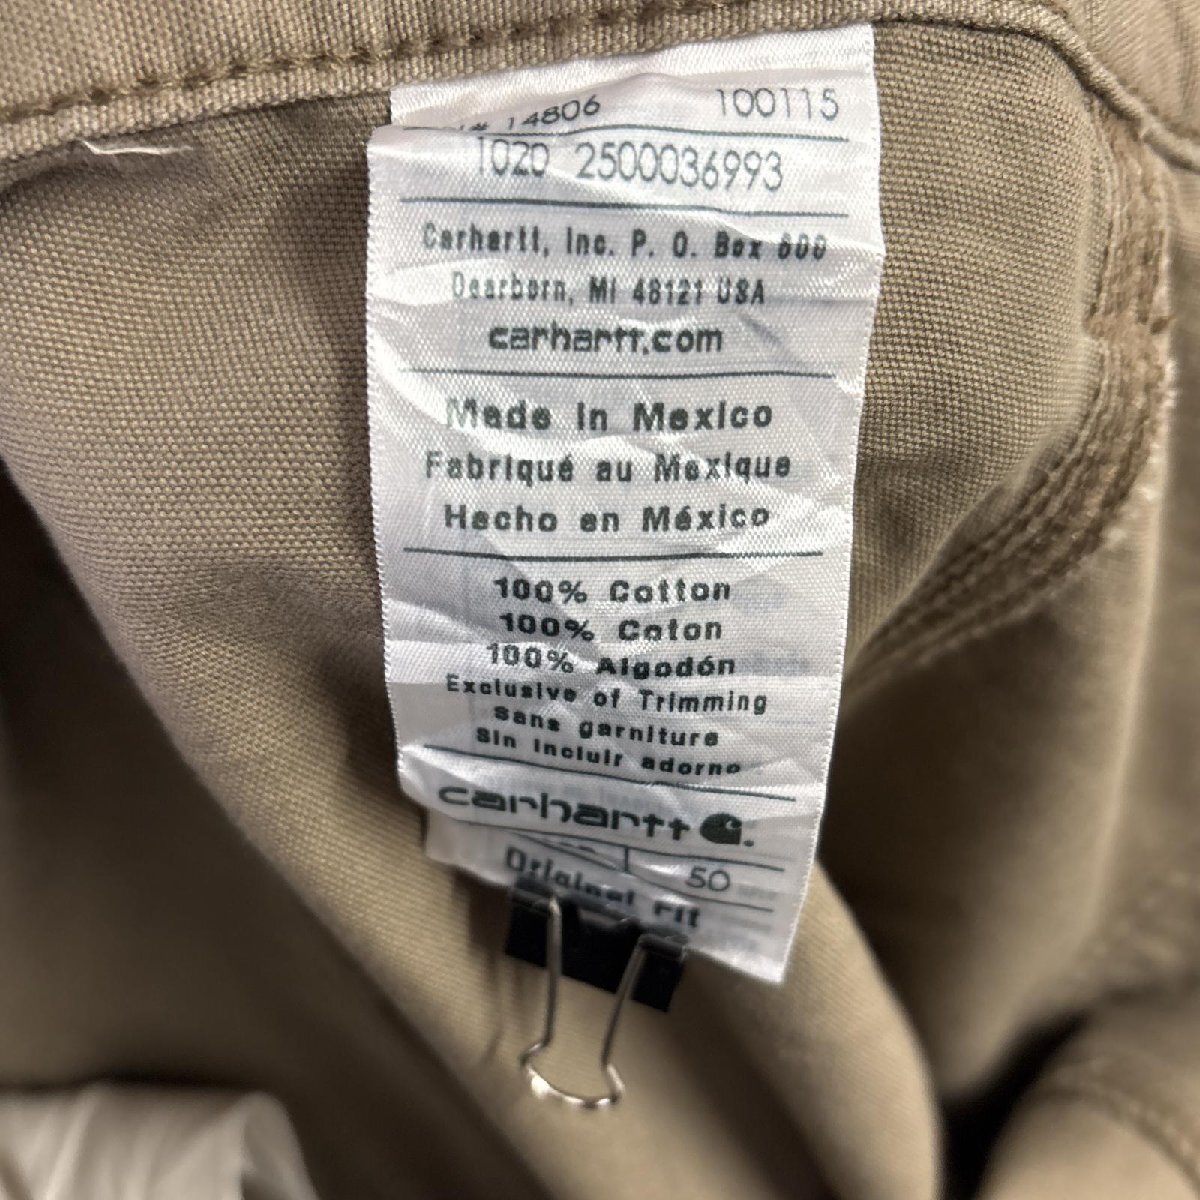 14806 100115
1020 2500036993
Carhartt, Inc. P. O. Box 600
Dearborn, MI 48121 USA
carhartt.com
Made in Mexico
Fabriqué au Mexique
Hecho en México
100% Cotton
100% Coton
100% Algodón
Exclusive of Trimming
Sans garniture
Sin incluir adorno
carhartt
50
Original Fit